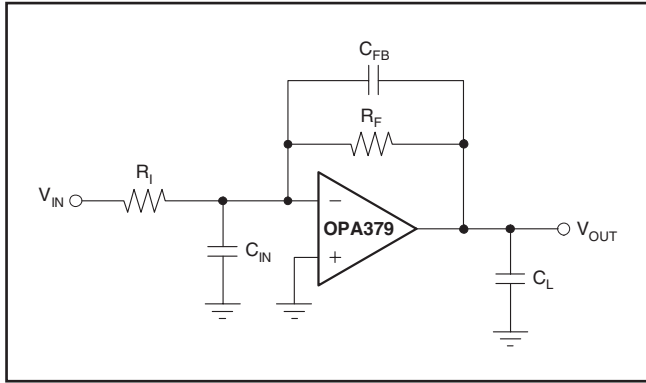 C_FB
R_F
R_I
V_IN
−
OPA379
+
C_IN
V_OUT
C_L